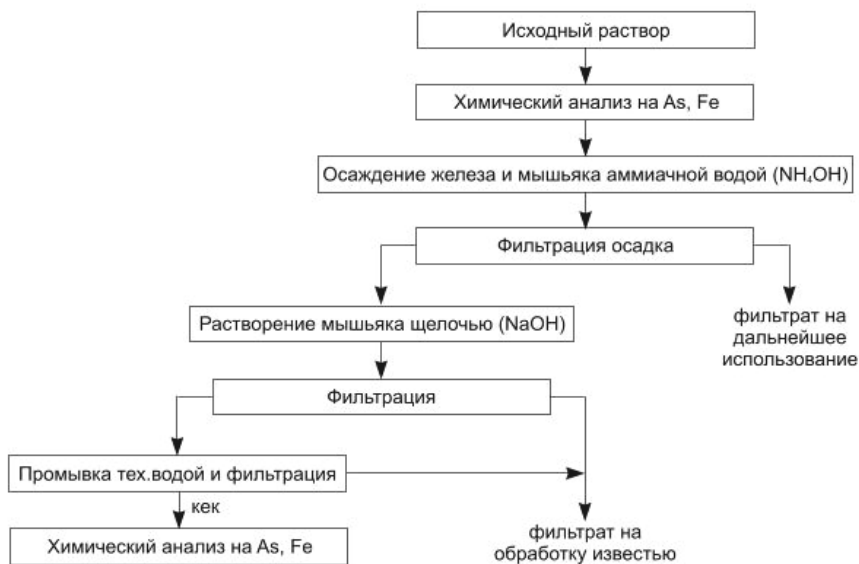 Исходный раствор
Химический анализ на As, Fe
Осаждение железа и мышьяка аммиачной водой (NH₄OH)
Фильтрация осадка
фильтрат на
дальнейшее
использование
Растворение мышьяка щелочью (NaOH)
Фильтрация
Промывка тех.водой и фильтрация
кек
Химический анализ на As, Fe
фильтрат на
обработку известью